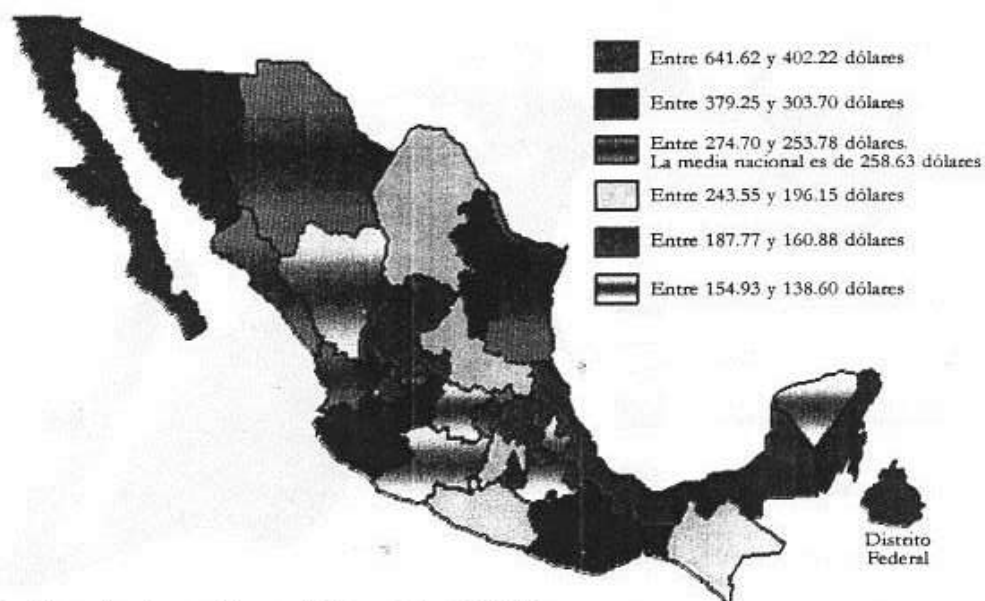 Entre 641.62 y 402.22 dólares
Entre 379.25 y 303.70 dólares
Entre 274.70 y 253.78 dólares.
La media nacional es de 258.63 dólares
Entre 243.55 y 196.15 dólares
Entre 187.77 y 160.88 dólares
Entre 154.93 y 138.60 dólares
Distrito
Federal